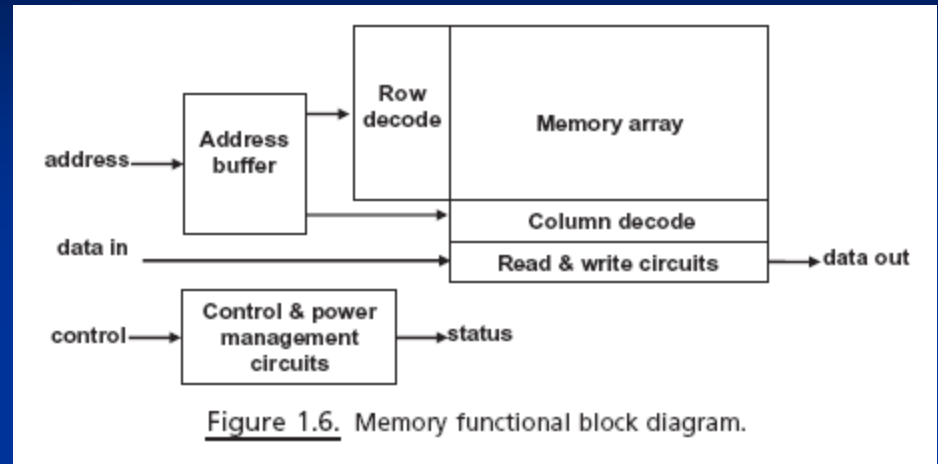 Row
decode
Memory array
Address
buffer
address
Column decode
data in
Read & write circuits
data out
Control & power
management
circuits
control
status
Figure 1.6. Memory functional block diagram.